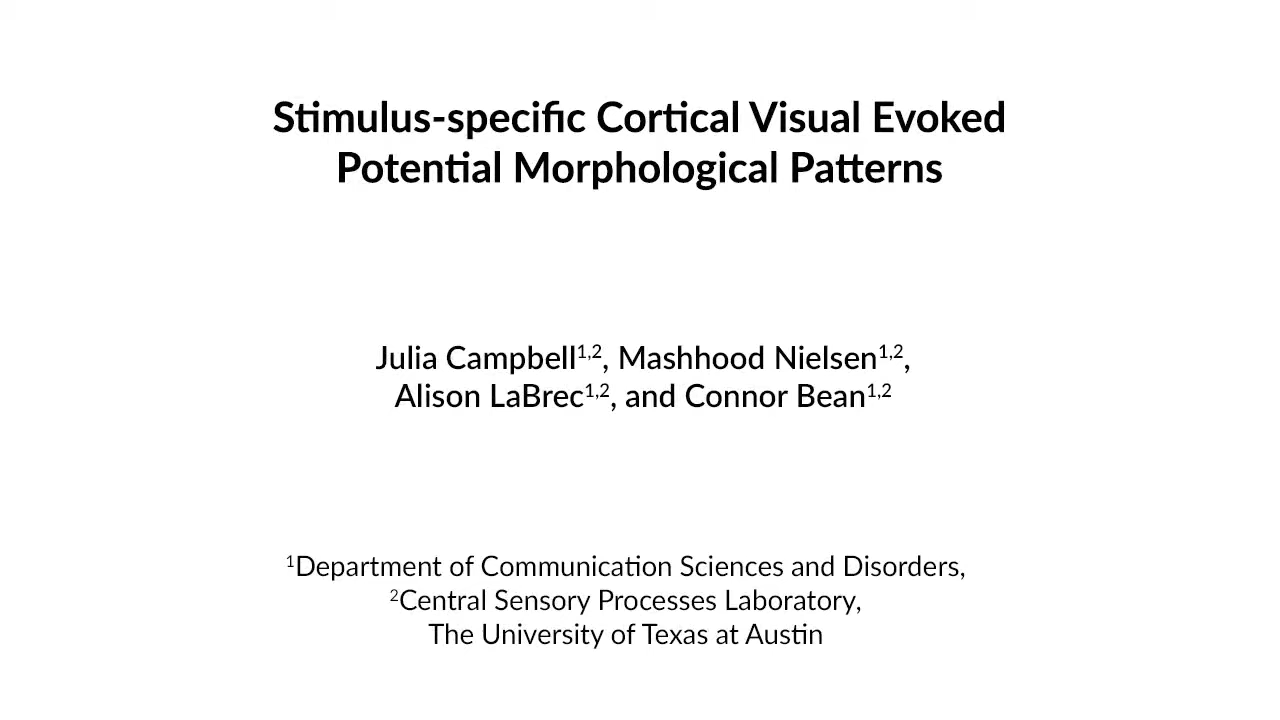 Stimulus-specific Cortical Visual Evoked
Potential Morphological Patterns
Julia Campbell¹,², Mashhood Nielsen¹,²,
Alison LaBrec¹,², and Connor Bean¹,²
¹Department of Communication Sciences and Disorders,
²Central Sensory Processes Laboratory,
The University of Texas at Austin